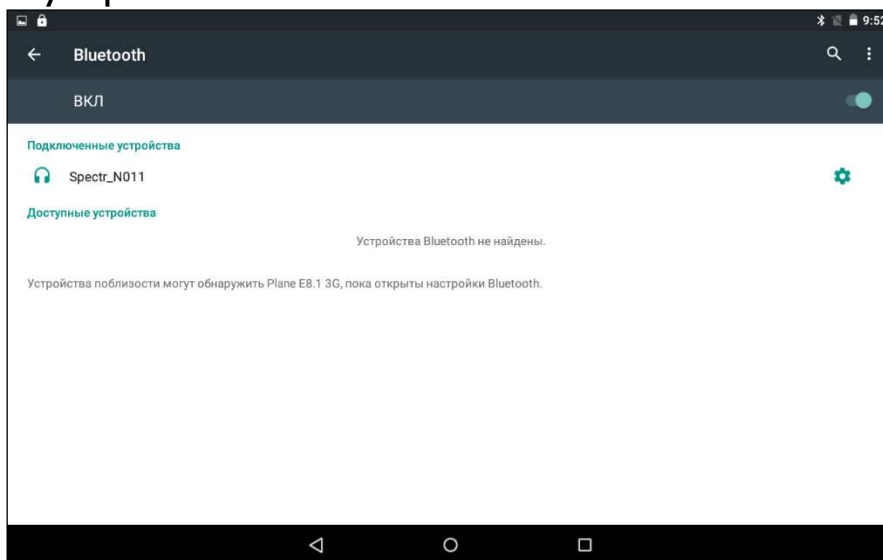 9:52
Bluetooth
ВКЛ
Подключенные устройства
Spectr_N011
Доступные устройства
Устройства Bluetooth не найдены.
Устройства поблизости могут обнаружить Plane E8.1 3G, пока открыты настройки Bluetooth.